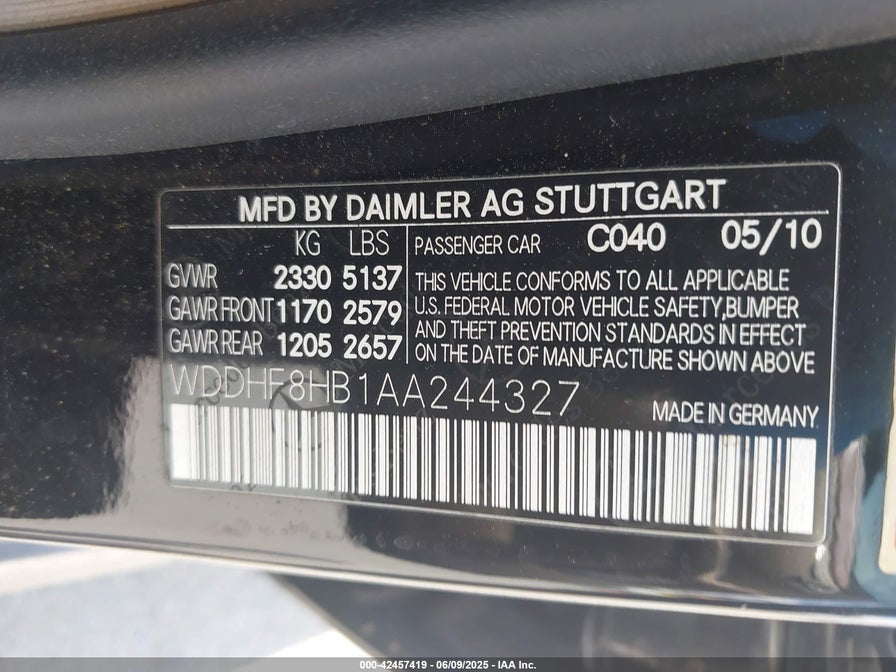 MFD BY DAIMLER AG STUTTGART
KG LBS
GVWR 2330 5137
GAWR FRONT 1170 2579
GAWR REAR 1205 2657
PASSENGER CAR C040 05/10
THIS VEHICLE CONFORMS TO ALL APPLICABLE
U.S. FEDERAL MOTOR VEHICLE SAFETY,BUMPER
AND THEFT PREVENTION STANDARDS IN EFFECT
ON THE DATE OF MANUFACTURE SHOWN ABOVE
WDDHF8HB1AA244327
MADE IN GERMANY
000-42457419 - 06/09/2025 - IAA Inc.